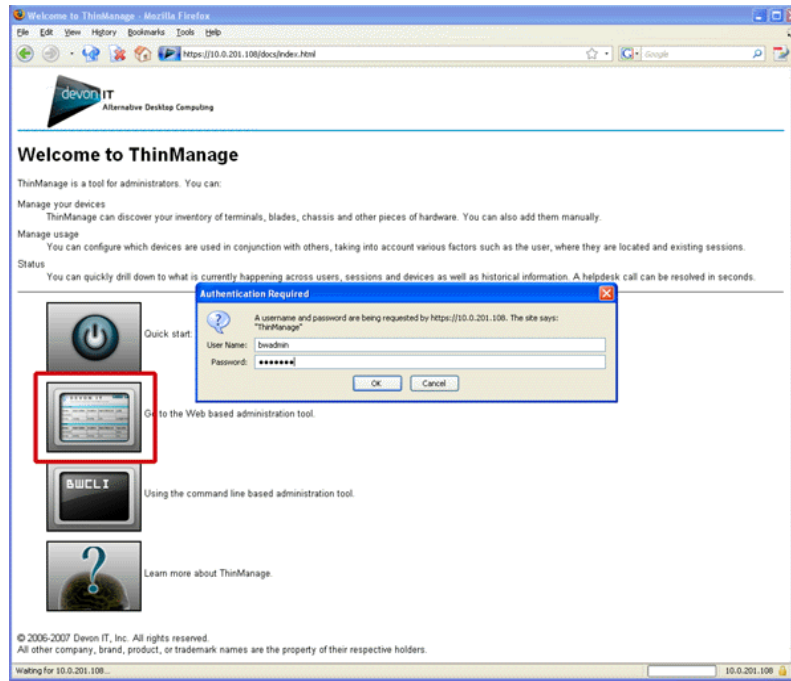 Welcome to ThinManage - Mozilla Firefox
File Edit View History Bookmarks Tools Help
https://10.0.201.108/docs/index.html
G Google
devon IT
Alternative Desktop Computing
Welcome to ThinManage
ThinManage is a tool for administrators. You can:
Manage your devices
ThinManage can discover your inventory of terminals, blades, chassis and other pieces of hardware. You can also add them manually.
Manage usage
You can configure which devices are used in conjunction with others, taking into account various factors such as the user, where they are located and existing sessions.
Status
You can quickly drill down to what is currently happening across users, sessions and devices as well as historical information. A helpdesk call can be resolved in seconds.
Authentication Required
A username and password are being requested by https://10.0.201.108. The site says:
"ThinManage"
User Name: bwadmin
Password: •••••••
OK Cancel
Quick start:
Go to the Web based administration tool.
BWCLI
Using the command line based administration tool.
Learn more about ThinManage.
© 2006-2007 Devon IT, Inc. All rights reserved.
All other company, brand, product, or trademark names are the property of their respective holders.
Waiting for 10.0.201.108...
10.0.201.108